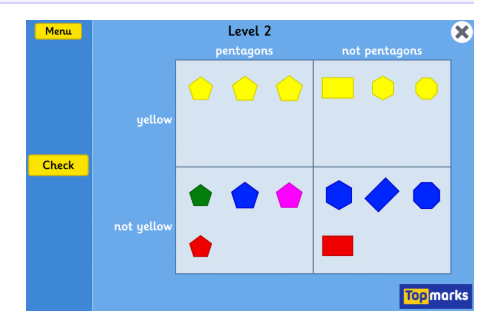 Menu
Level 2
pentagons not pentagons
yellow
Check
not yellow
Topmarks